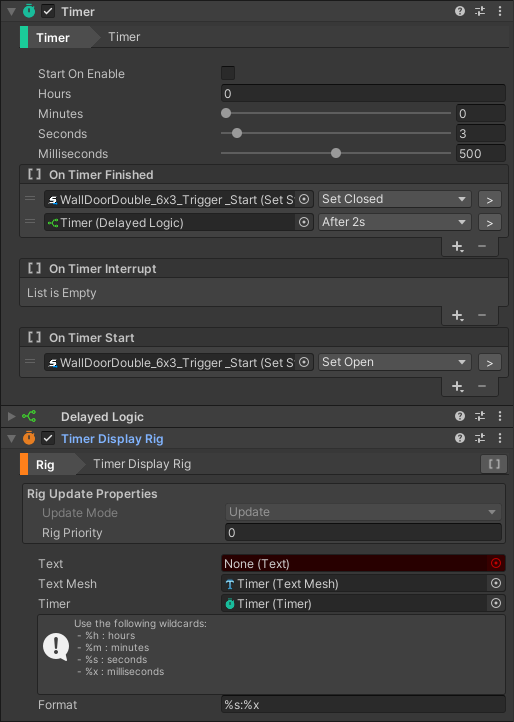 Timer
Timer Timer
Start On Enable
Hours 0
Minutes 0
Seconds 3
Milliseconds 500
[ ] On Timer Finished
WallDoorDouble_6x3_Trigger _Start (Set S Set Closed >
Timer (Delayed Logic) After 2s >
+ −
[ ] On Timer Interrupt
List is Empty
+ −
[ ] On Timer Start
WallDoorDouble_6x3_Trigger _Start (Set S Set Open >
+ −
Delayed Logic
Timer Display Rig
Rig Timer Display Rig [ ]
Rig Update Properties
Update Mode Update
Rig Priority 0
Text None (Text)
Text Mesh Timer (Text Mesh)
Timer Timer (Timer)
Use the following wildcards:
- %h : hours
- %m : minutes
- %s : seconds
- %x : milliseconds
Format %s:%x